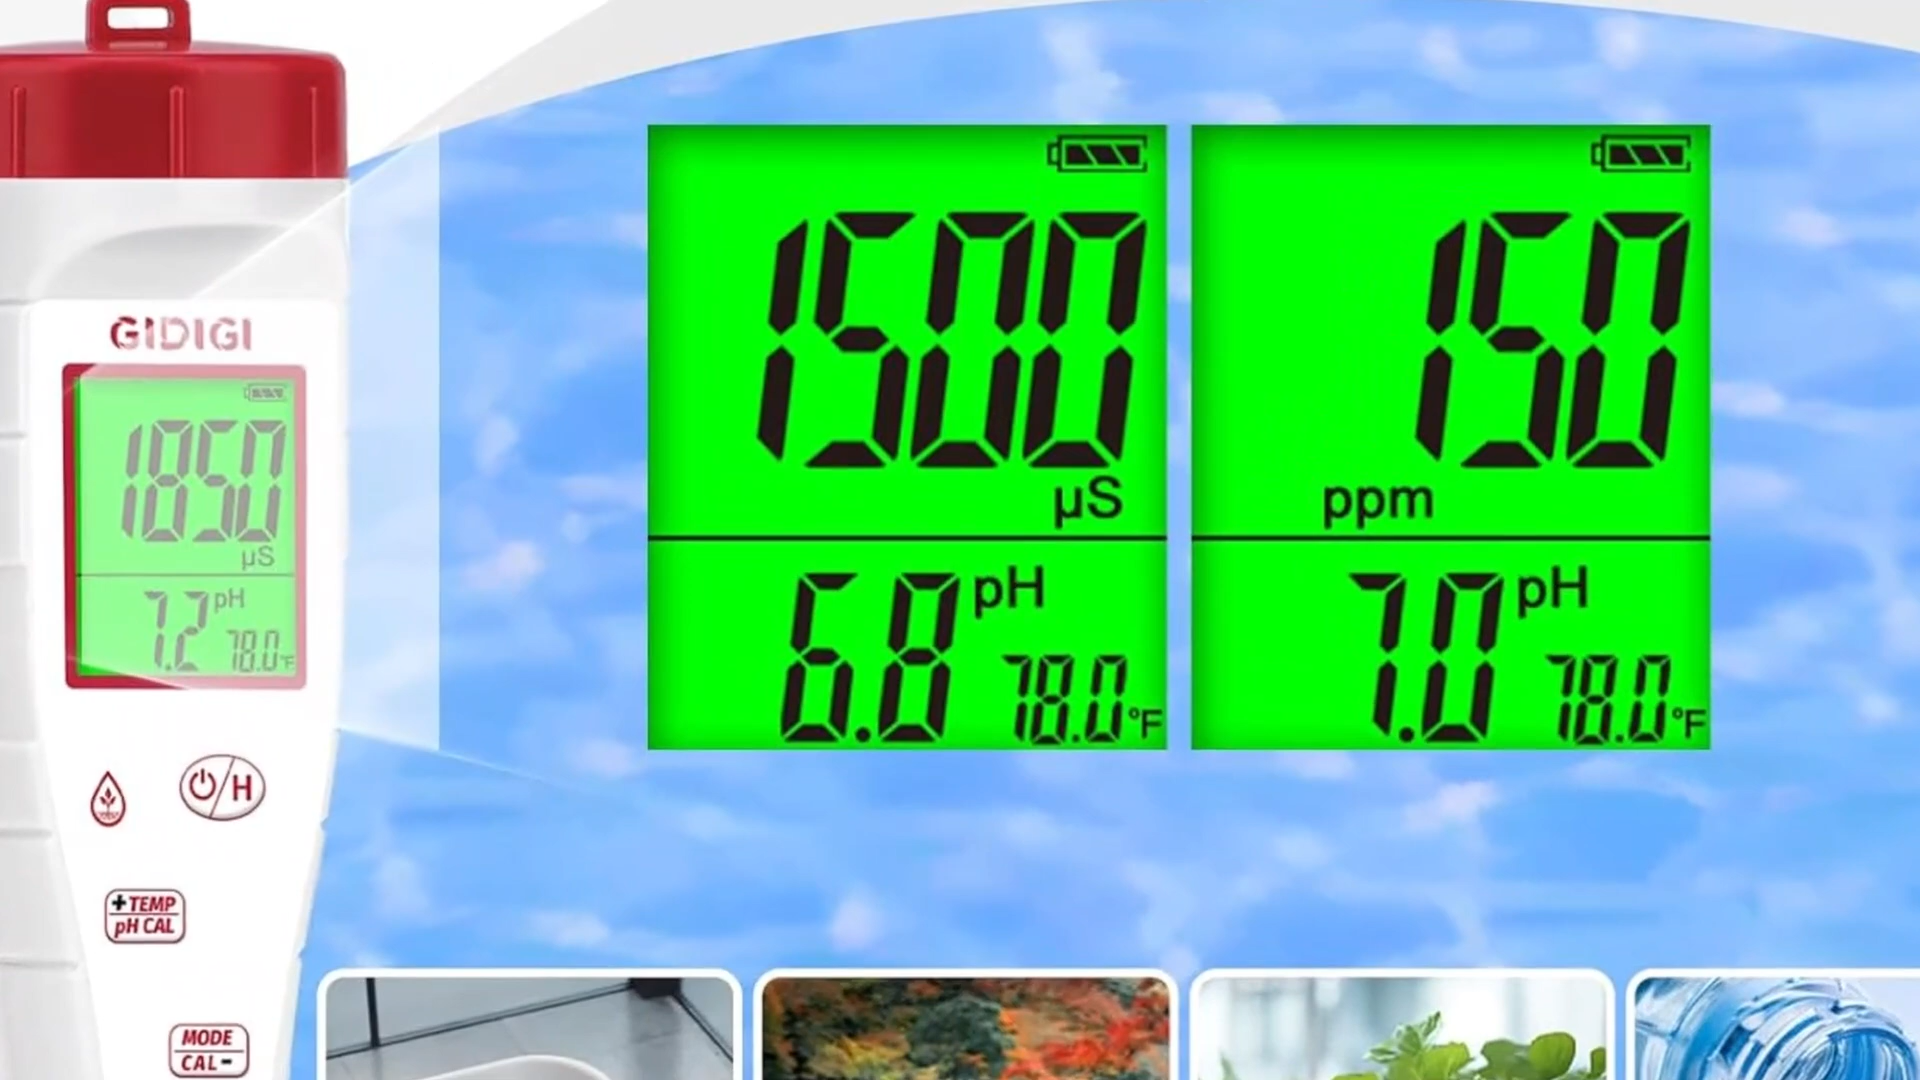 GIDIGI
1850
µS
7.2 pH
78.0 °F
⏻/H
+TEMP
pH CAL
MODE
CAL-
1500
µS
6.8 pH
78.0 °F
150
ppm
7.0 pH
78.0 °F